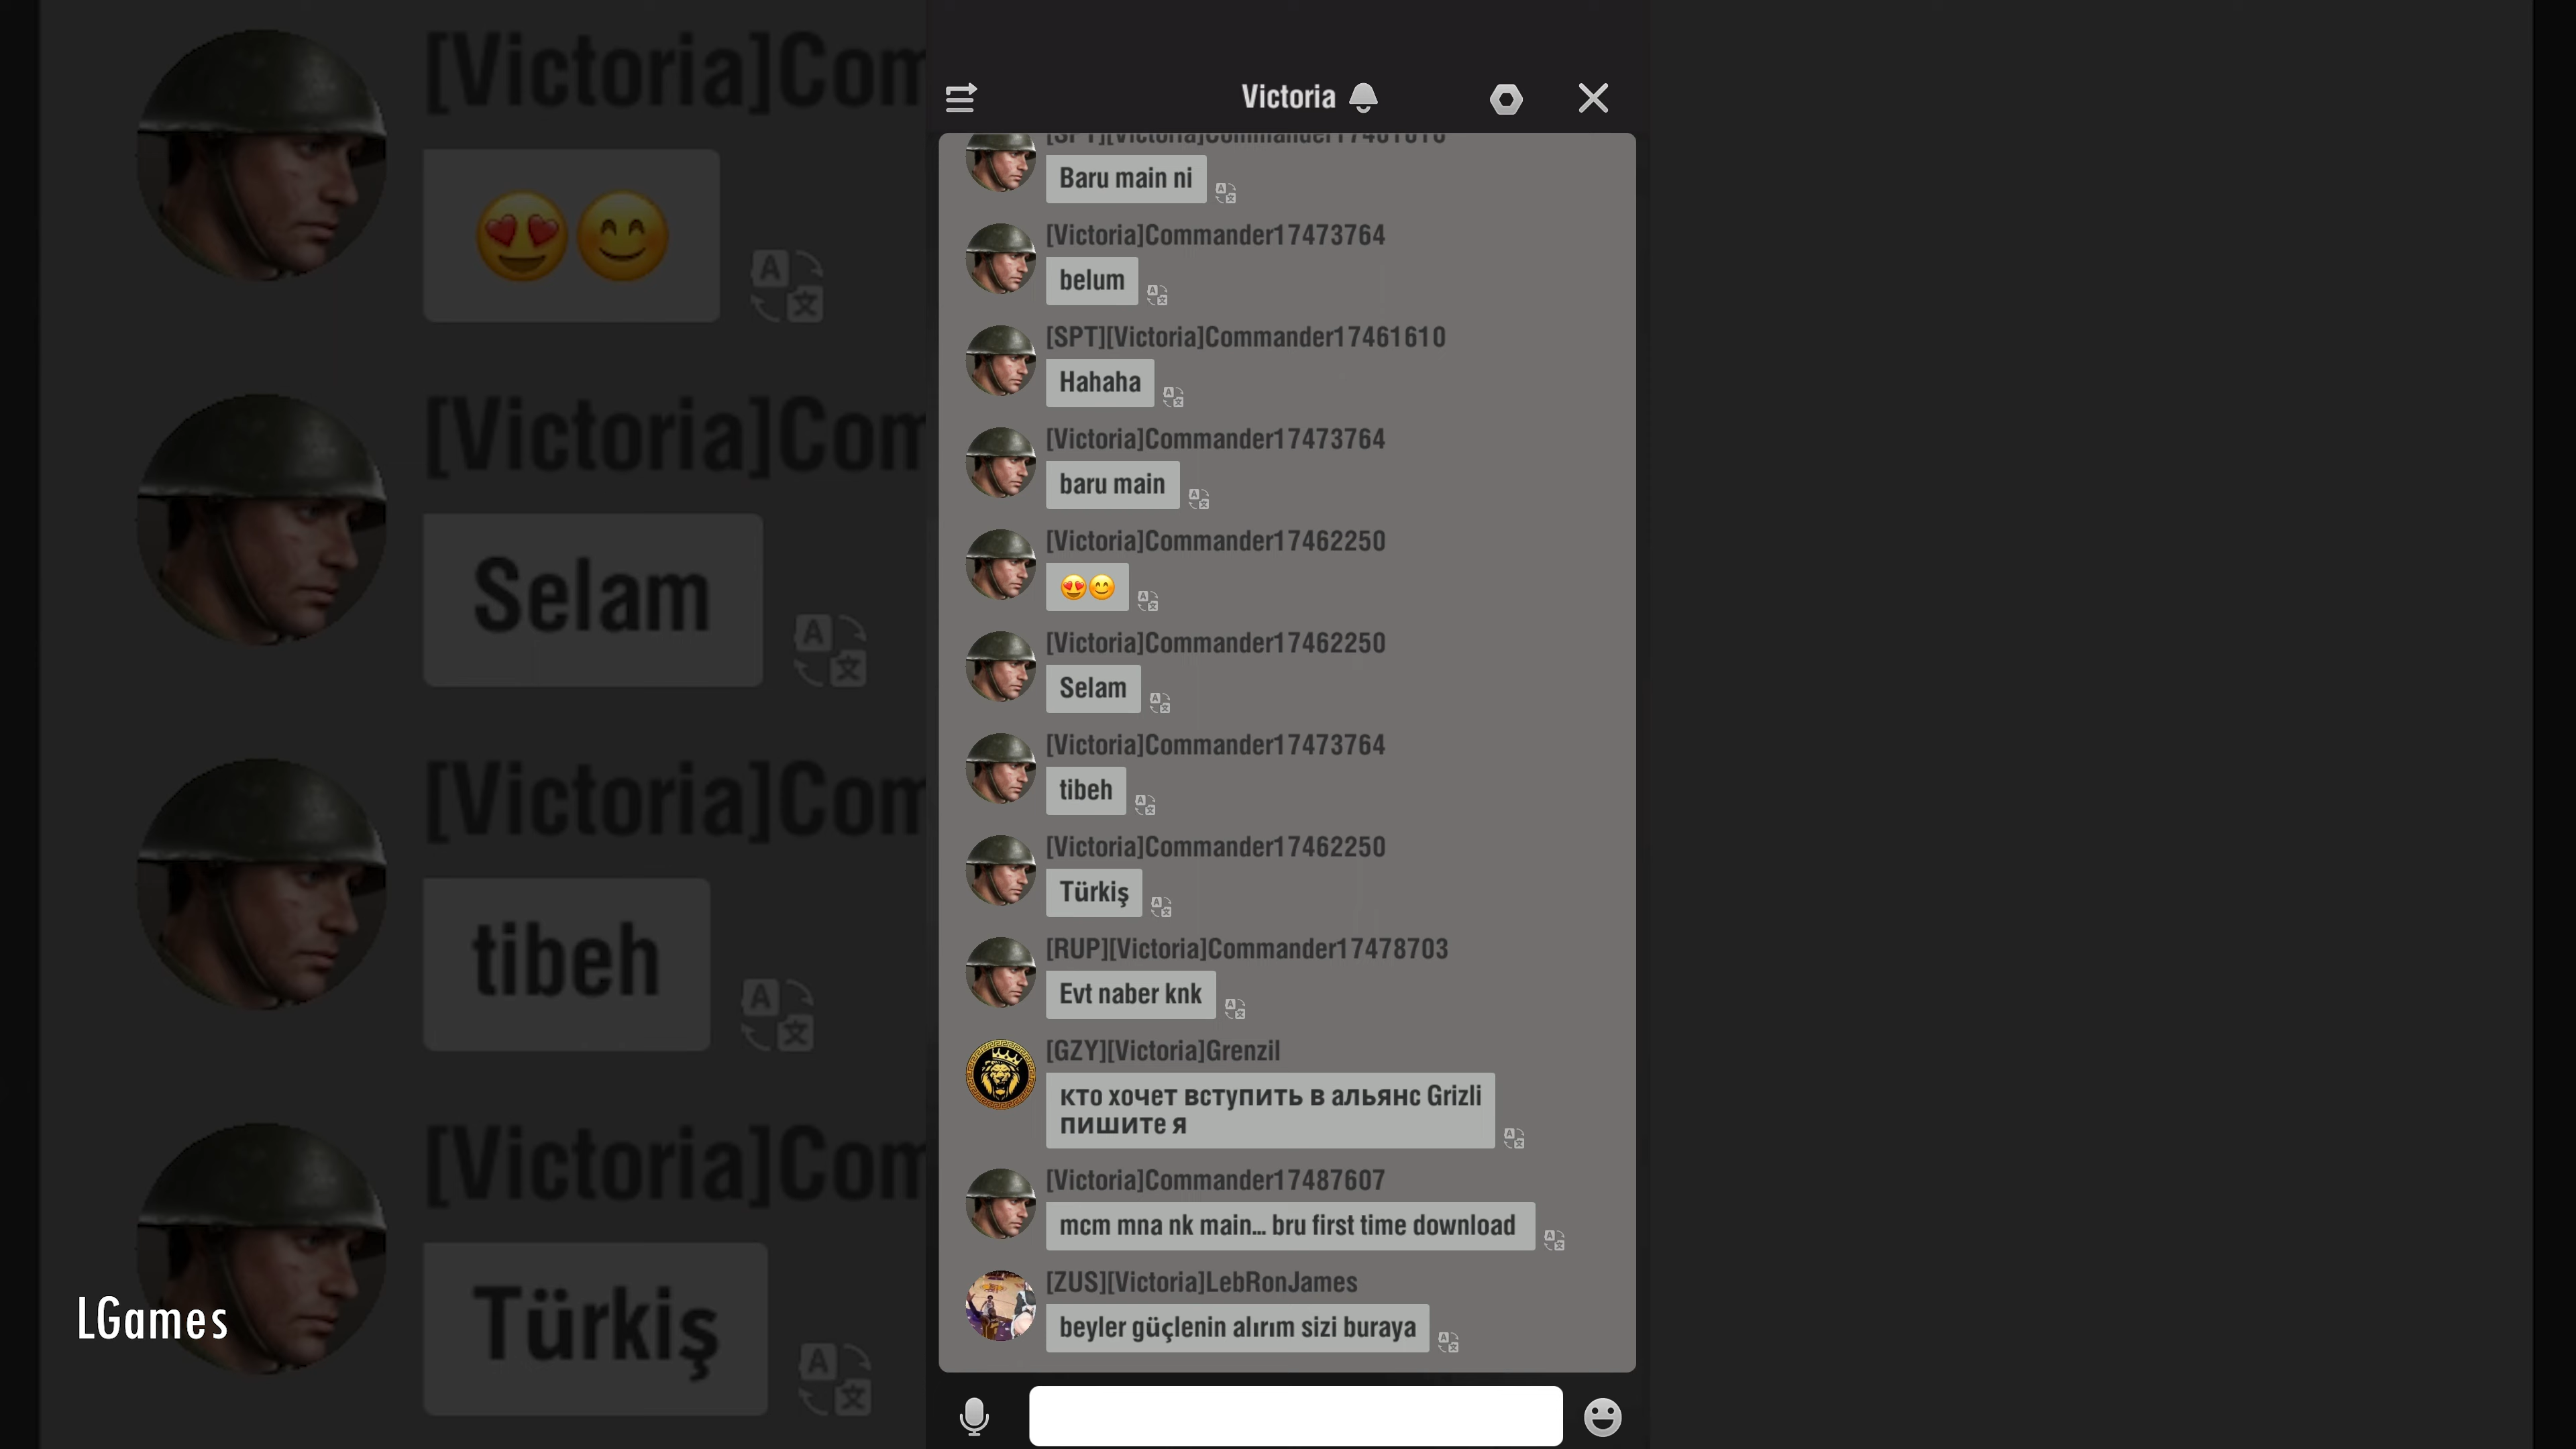 Victoria
[SPT][Victoria]Commander17461610
Baru main ni
[Victoria]Commander17473764
belum
[SPT][Victoria]Commander17461610
Hahaha
[Victoria]Commander17473764
baru main
[Victoria]Commander17462250
😍😊
[Victoria]Commander17462250
Selam
[Victoria]Commander17473764
tibeh
[Victoria]Commander17462250
Türkiş
[RUP][Victoria]Commander17478703
Evt naber knk
[GZY][Victoria]Grenzil
кто хочет вступить в альянс Grizli
пишите я
[Victoria]Commander17487607
mcm mna nk main... bru first time download
[ZUS][Victoria]LebRonJames
beyler güçlenin alırım sizi buraya
[Victoria]Com
😍😊
[Victoria]Com
Selam
[Victoria]Com
tibeh
[Victoria]Com
Türkiş
LGames